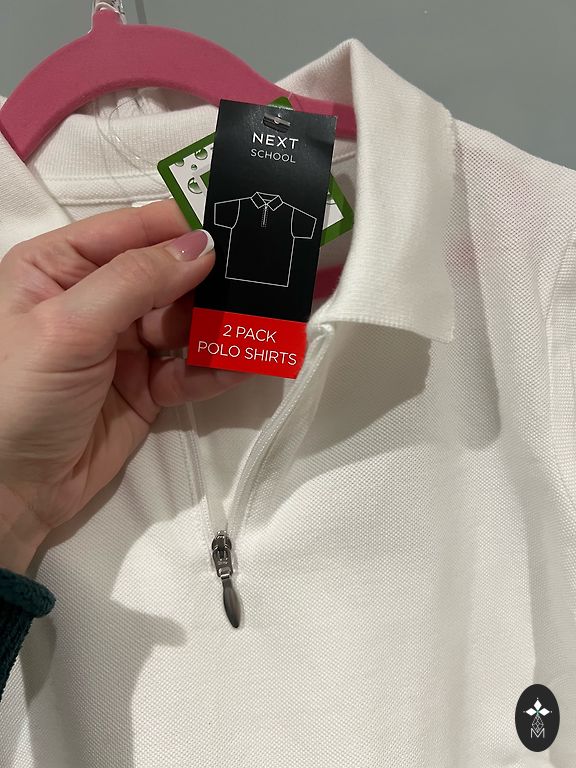 NEXT
SCHOOL
2 PACK
POLO SHIRTS
M